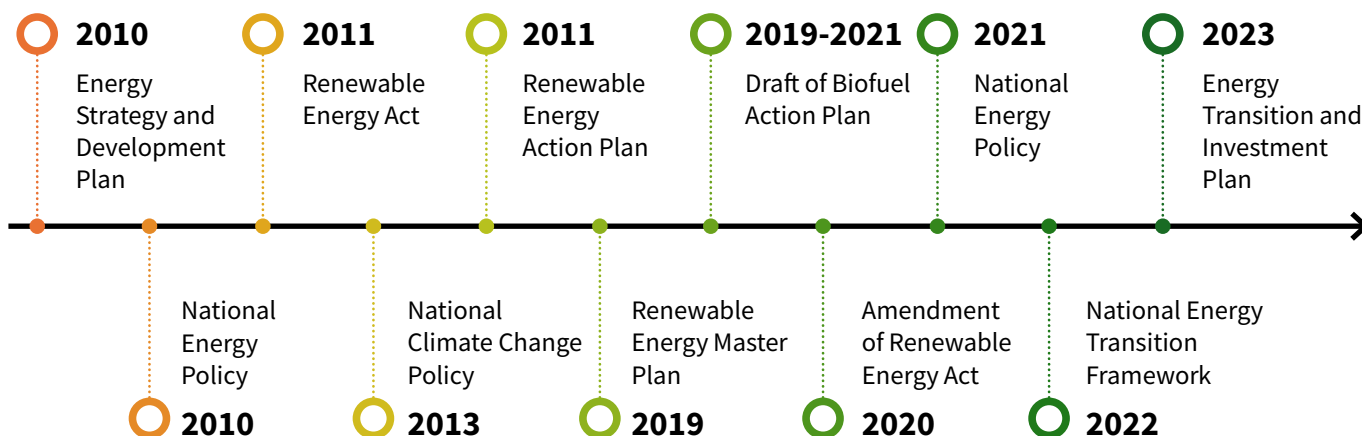 2010
Energy
Strategy and
Development
Plan
2011
Renewable
Energy Act
2011
Renewable
Energy
Action Plan
2019-2021
Draft of Biofuel
Action Plan
2021
National
Energy
Policy
2023
Energy
Transition and
Investment
Plan
National
Energy
Policy
2010
National
Climate Change
Policy
2013
Renewable
Energy Master
Plan
2019
Amendment
of Renewable
Energy Act
2020
National Energy
Transition
Framework
2022